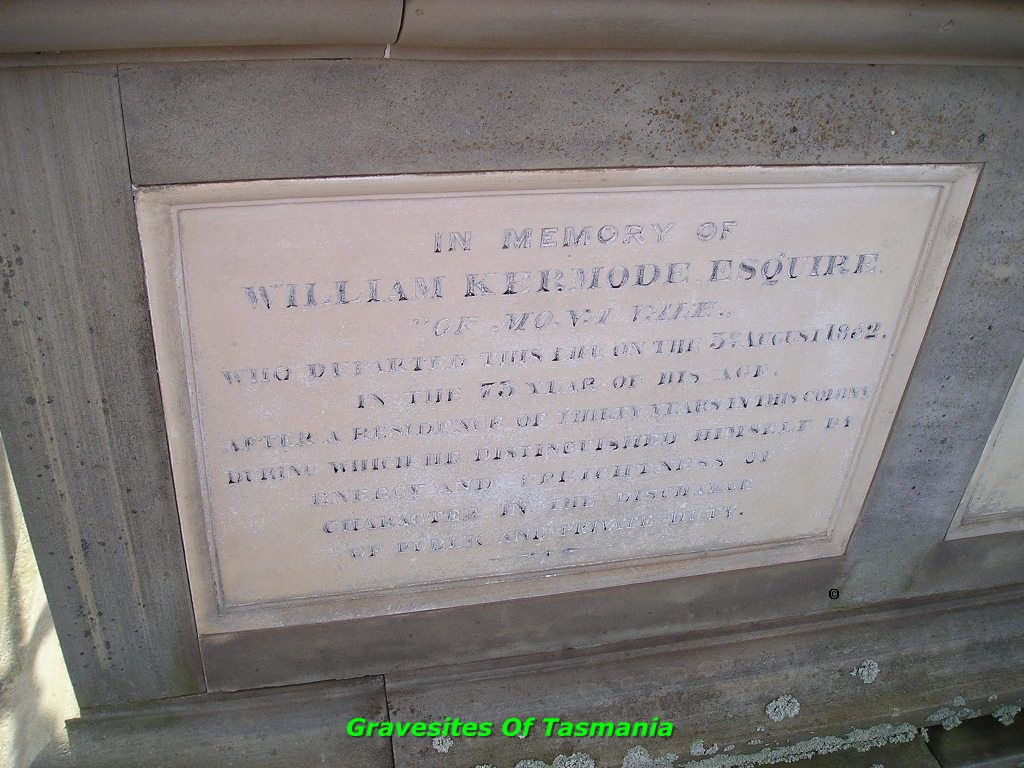 IN MEMORY OF
WILLIAM KERMODE ESQUIRE
"OF MONA VALE"
WHO DEPARTED THIS LIFE ON THE 3RD AUGUST 1852.
IN THE 73 YEAR OF HIS AGE.
AFTER A RESIDENCE OF THIRTY YEARS IN THIS COLONY
DURING WHICH HE DISTINGUISHED HIMSELF BY
ENERGY AND UPRIGHTNESS OF
CHARACTER IN THE DISCHARGE
OF PUBLIC AND PRIVATE DUTY.
©
Gravesites Of Tasmania